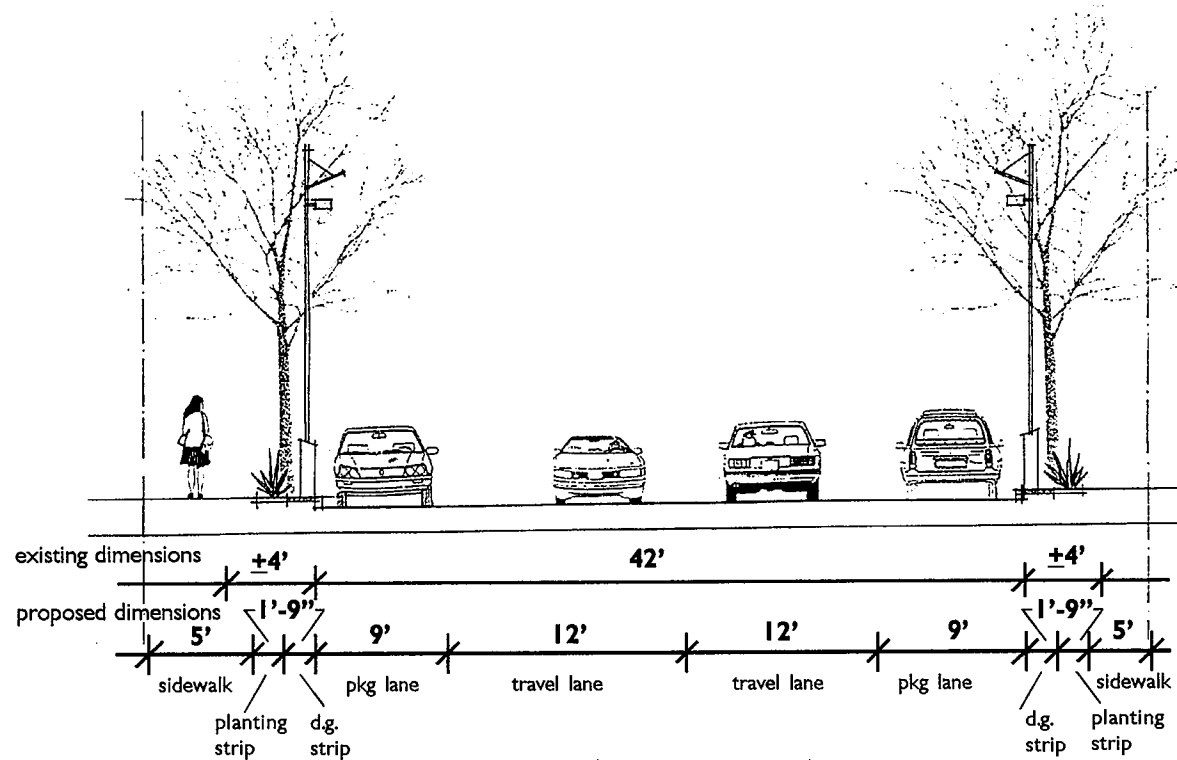 existing dimensions ±4’ 42’ ±4’
proposed dimensions 1’-9” 1’-9”
5’ 9’ 12’ 12’ 9’ 5’
sidewalk pkg lane travel lane travel lane pkg lane sidewalk
planting strip
d.g. strip
d.g. strip
planting strip